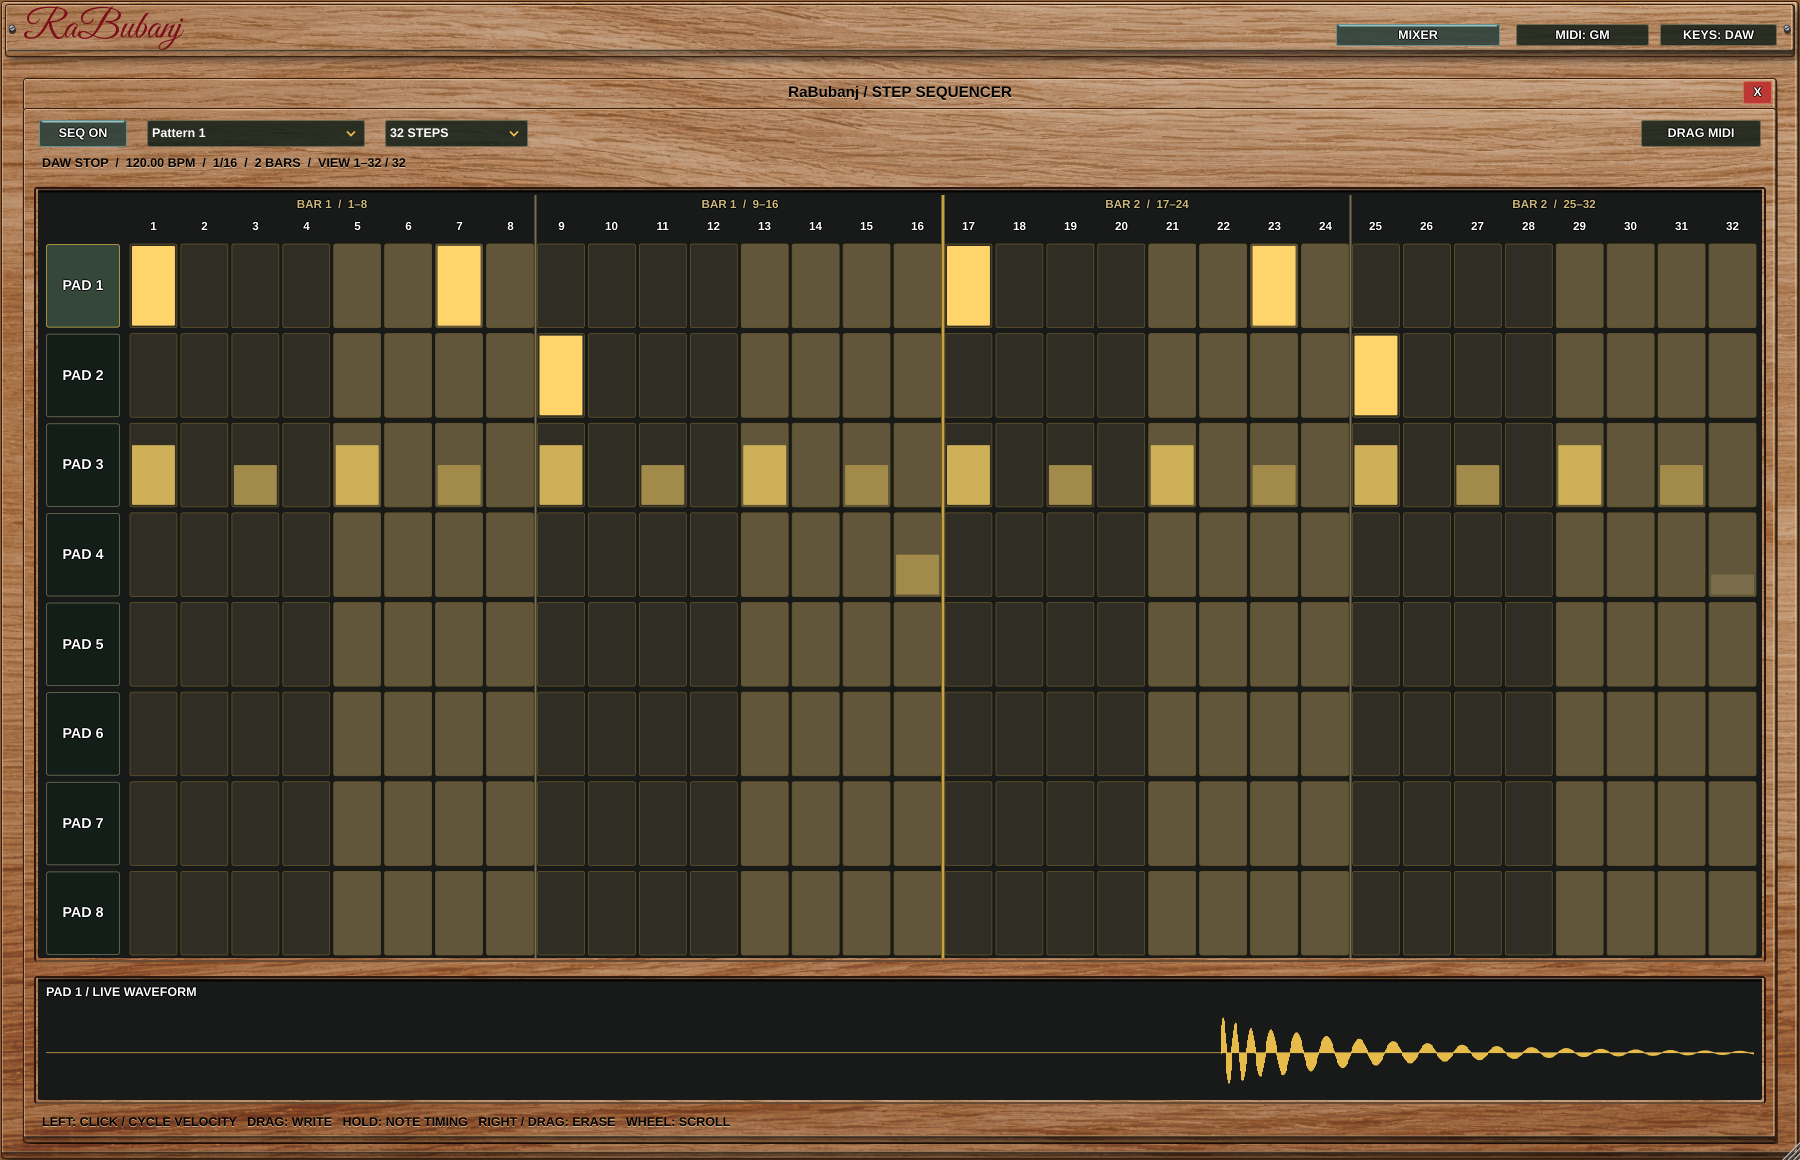 RaBubanj
MIXER MIDI: GM KEYS: DAW
RaBubanj / STEP SEQUENCER X
SEQ ON Pattern 1 32 STEPS DRAG MIDI
DAW STOP / 120.00 BPM / 1/16 / 2 BARS / VIEW 1–32 / 32
BAR 1 / 1–8 BAR 1 / 9–16 BAR 2 / 17–24 BAR 2 / 25–32
1 2 3 4 5 6 7 8 9 10 11 12 13 14 15 16 17 18 19 20 21 22 23 24 25 26 27 28 29 30 31 32
PAD 1
PAD 2
PAD 3
PAD 4
PAD 5
PAD 6
PAD 7
PAD 8
PAD 1 / LIVE WAVEFORM
LEFT: CLICK / CYCLE VELOCITY DRAG: WRITE HOLD: NOTE TIMING RIGHT / DRAG: ERASE WHEEL: SCROLL